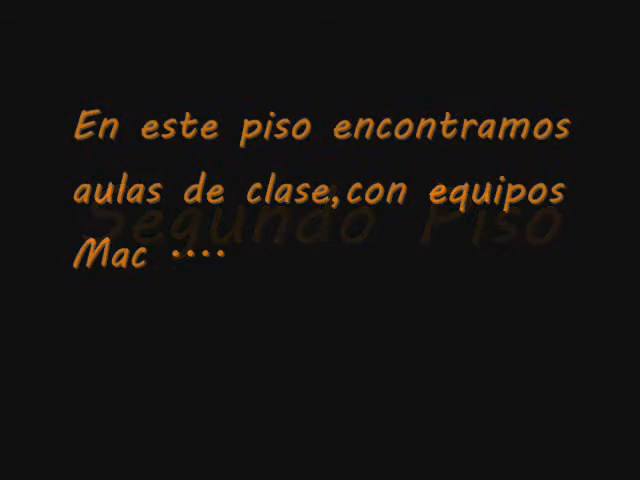 En este piso encontramos
aulas de clase,con equipos
Segundo Piso
Mac ....